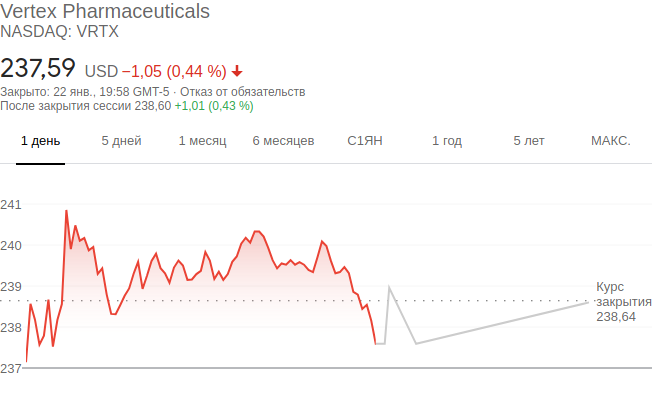 Vertex Pharmaceuticals
NASDAQ: VRTX
237,59 USD −1,05 (0,44 %)
Закрыто: 22 янв., 19:58 GMT-5 · Отказ от обязательств
После закрытия сессии 238,60 +1,01 (0,43 %)
1 день 5 дней 1 месяц 6 месяцев С1ЯН 1 год 5 лет МАКС.
241
240
239
238
237
Курс
закрытия
238,64